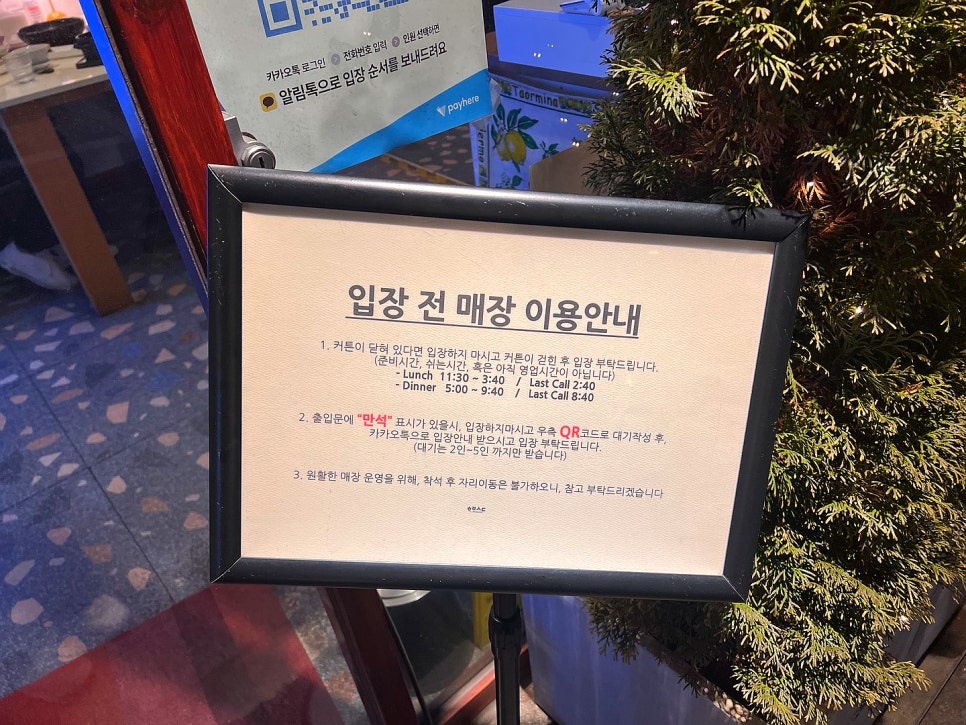 카카오톡 로그인 전화번호 입력 인원 선택하면
알림톡으로 입장 순서를 보내드려요
payhere
Taormina
입장 전 매장 이용안내
1. 커튼이 닫혀 있다면 입장하지 마시고 커튼이 걷힌 후 입장 부탁드립니다.
(준비시간, 쉬는시간, 혹은 아직 영업시간이 아닙니다)
- Lunch 11:30 ~ 3:40 / Last Call 2:40
- Dinner 5:00 ~ 9:40 / Last Call 8:40
2. 출입문에 "만석" 표시가 있을시, 입장하지마시고 우측 QR코드로 대기작성 후,
카카오톡으로 입장안내 받으시고 입장 부탁드립니다.
(대기는 2인~5인 까지만 받습니다)
3. 원활한 매장 운영을 위해, 착석 후 자리이동은 불가하오니, 참고 부탁드리겠습니다